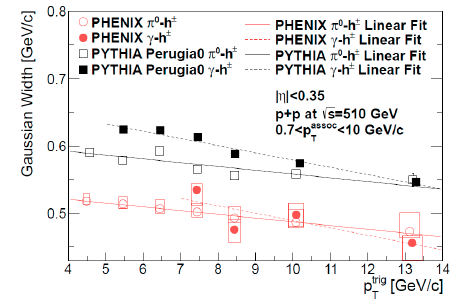 PHENIX π⁰-h±
PHENIX γ-h±
PYTHIA Perugia0 π⁰-h±
PYTHIA Perugia0 γ-h±
PHENIX π⁰-h± Linear Fit
PHENIX γ-h± Linear Fit
PYTHIA π⁰-h± Linear Fit
PYTHIA γ-h± Linear Fit
|η|<0.35
p+p at √s=510 GeV
0.7<p_T^assoc<10 GeV/c
Gaussian Width [GeV/c]
0.8
0.7
0.6
0.5
4 5 6 7 8 9 10 11 12 13 14
p_T^trig [GeV/c]